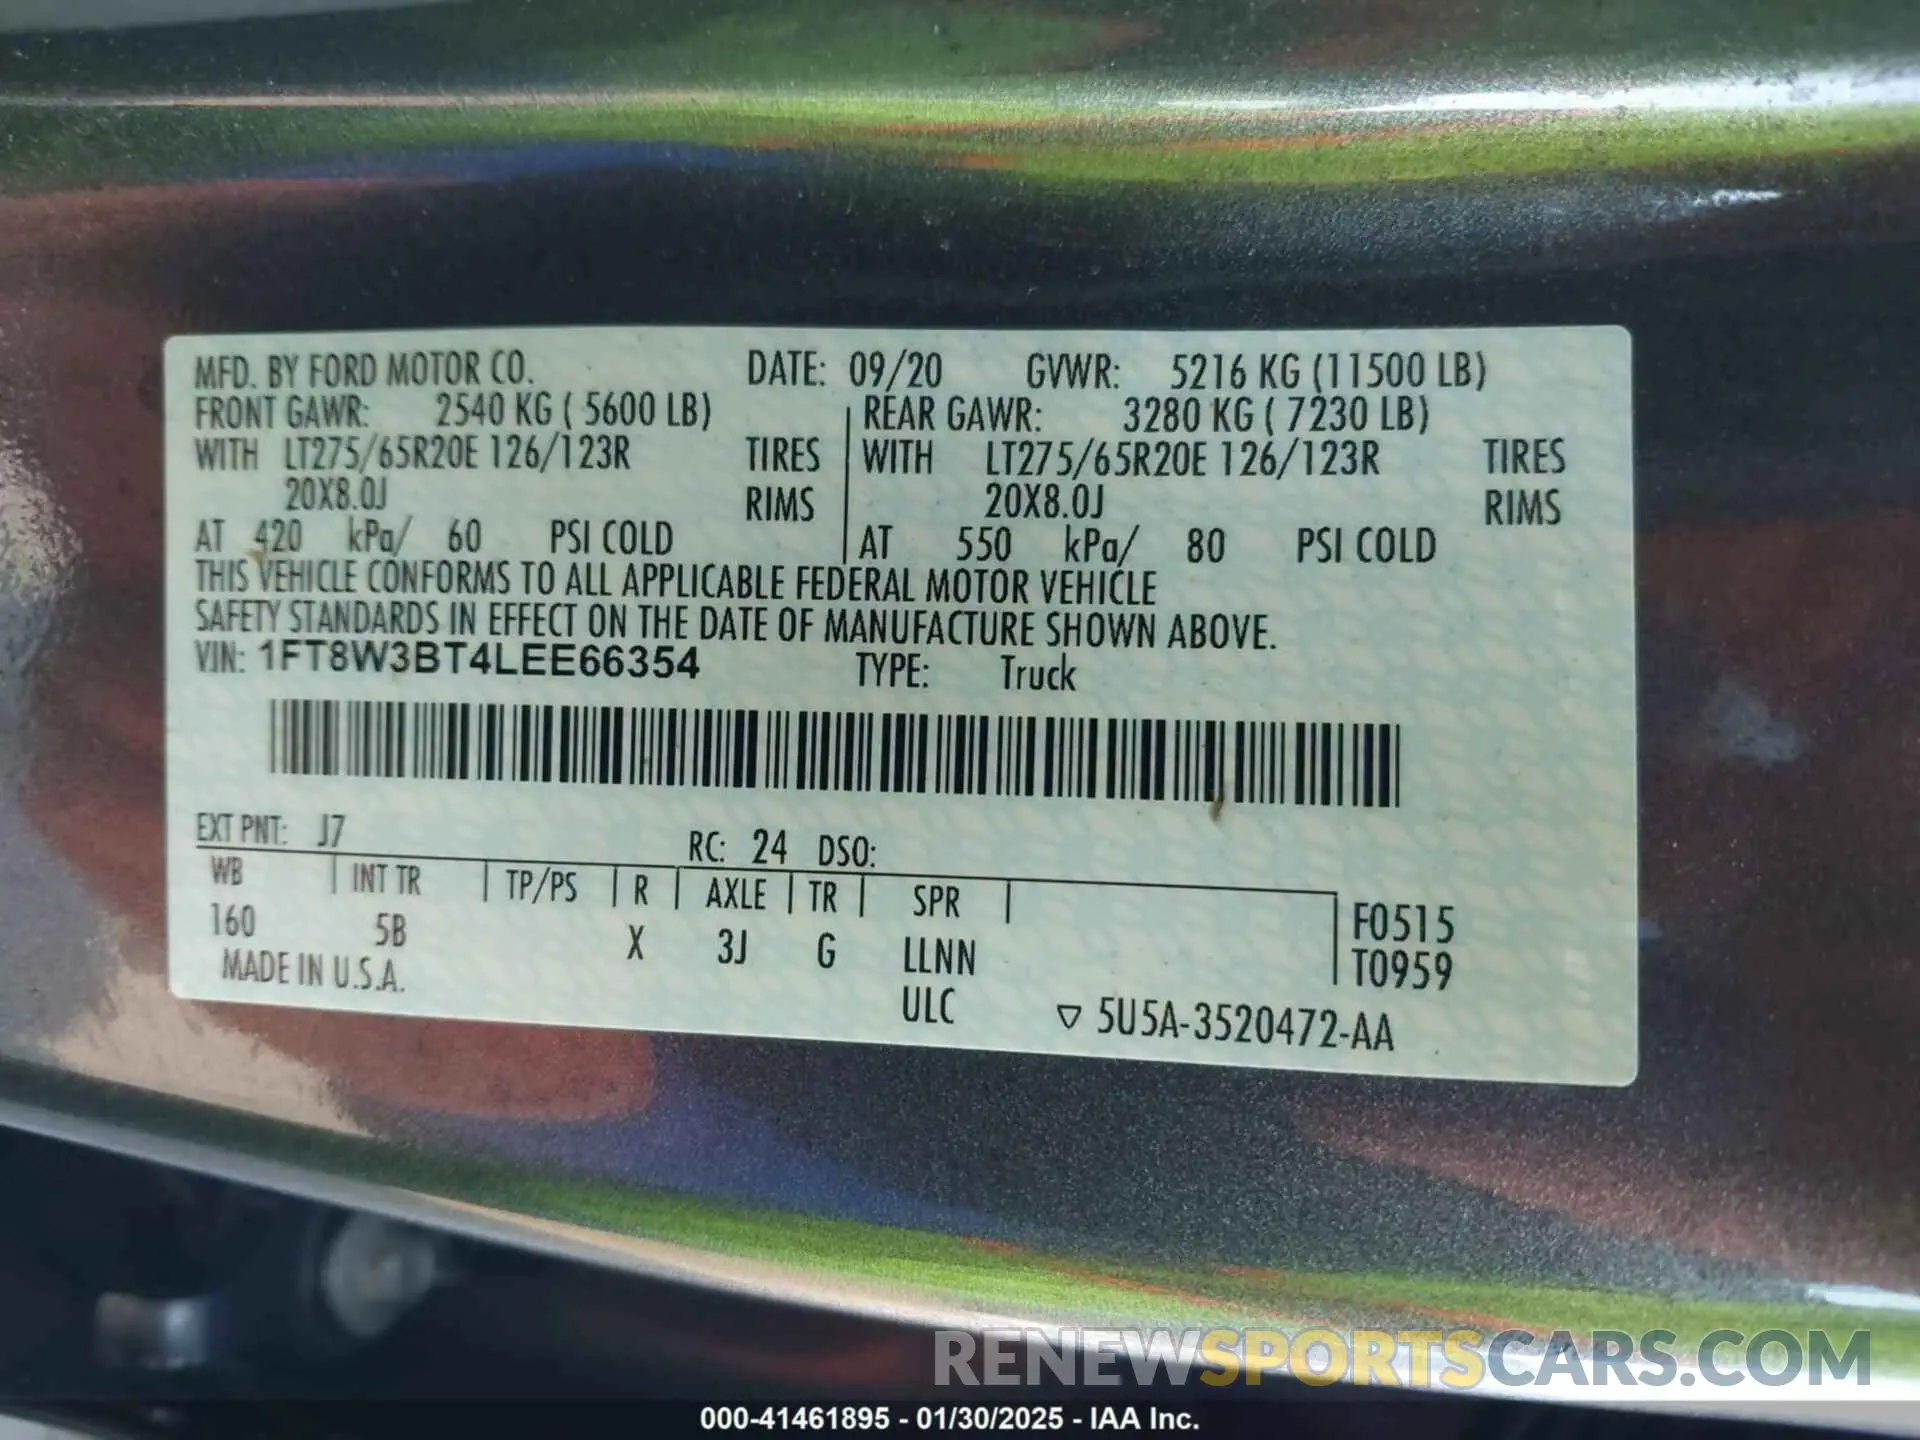 MFD. BY FORD MOTOR CO. DATE: 09/20 GVWR: 5216 KG (11500 LB)
FRONT GAWR: 2540 KG ( 5600 LB) REAR GAWR: 3280 KG ( 7230 LB)
WITH LT275/65R20E 126/123R TIRES WITH LT275/65R20E 126/123R TIRES
20X8.0J RIMS 20X8.0J RIMS
AT 420 kPa/ 60 PSI COLD AT 550 kPa/ 80 PSI COLD
THIS VEHICLE CONFORMS TO ALL APPLICABLE FEDERAL MOTOR VEHICLE
SAFETY STANDARDS IN EFFECT ON THE DATE OF MANUFACTURE SHOWN ABOVE.
VIN: 1FT8W3BT4LEE66354 TYPE: Truck
EXT PNT: J7 RC: 24 DSO:
WB INT TR TP/PS R AXLE TR SPR F0515
160 5B X 3J G LLNN T0959
MADE IN U.S.A. ULC ▽ 5U5A-3520472-AA
RENEWSPORTSCARS.COM
000-41461895 - 01/30/2025 - IAA Inc.